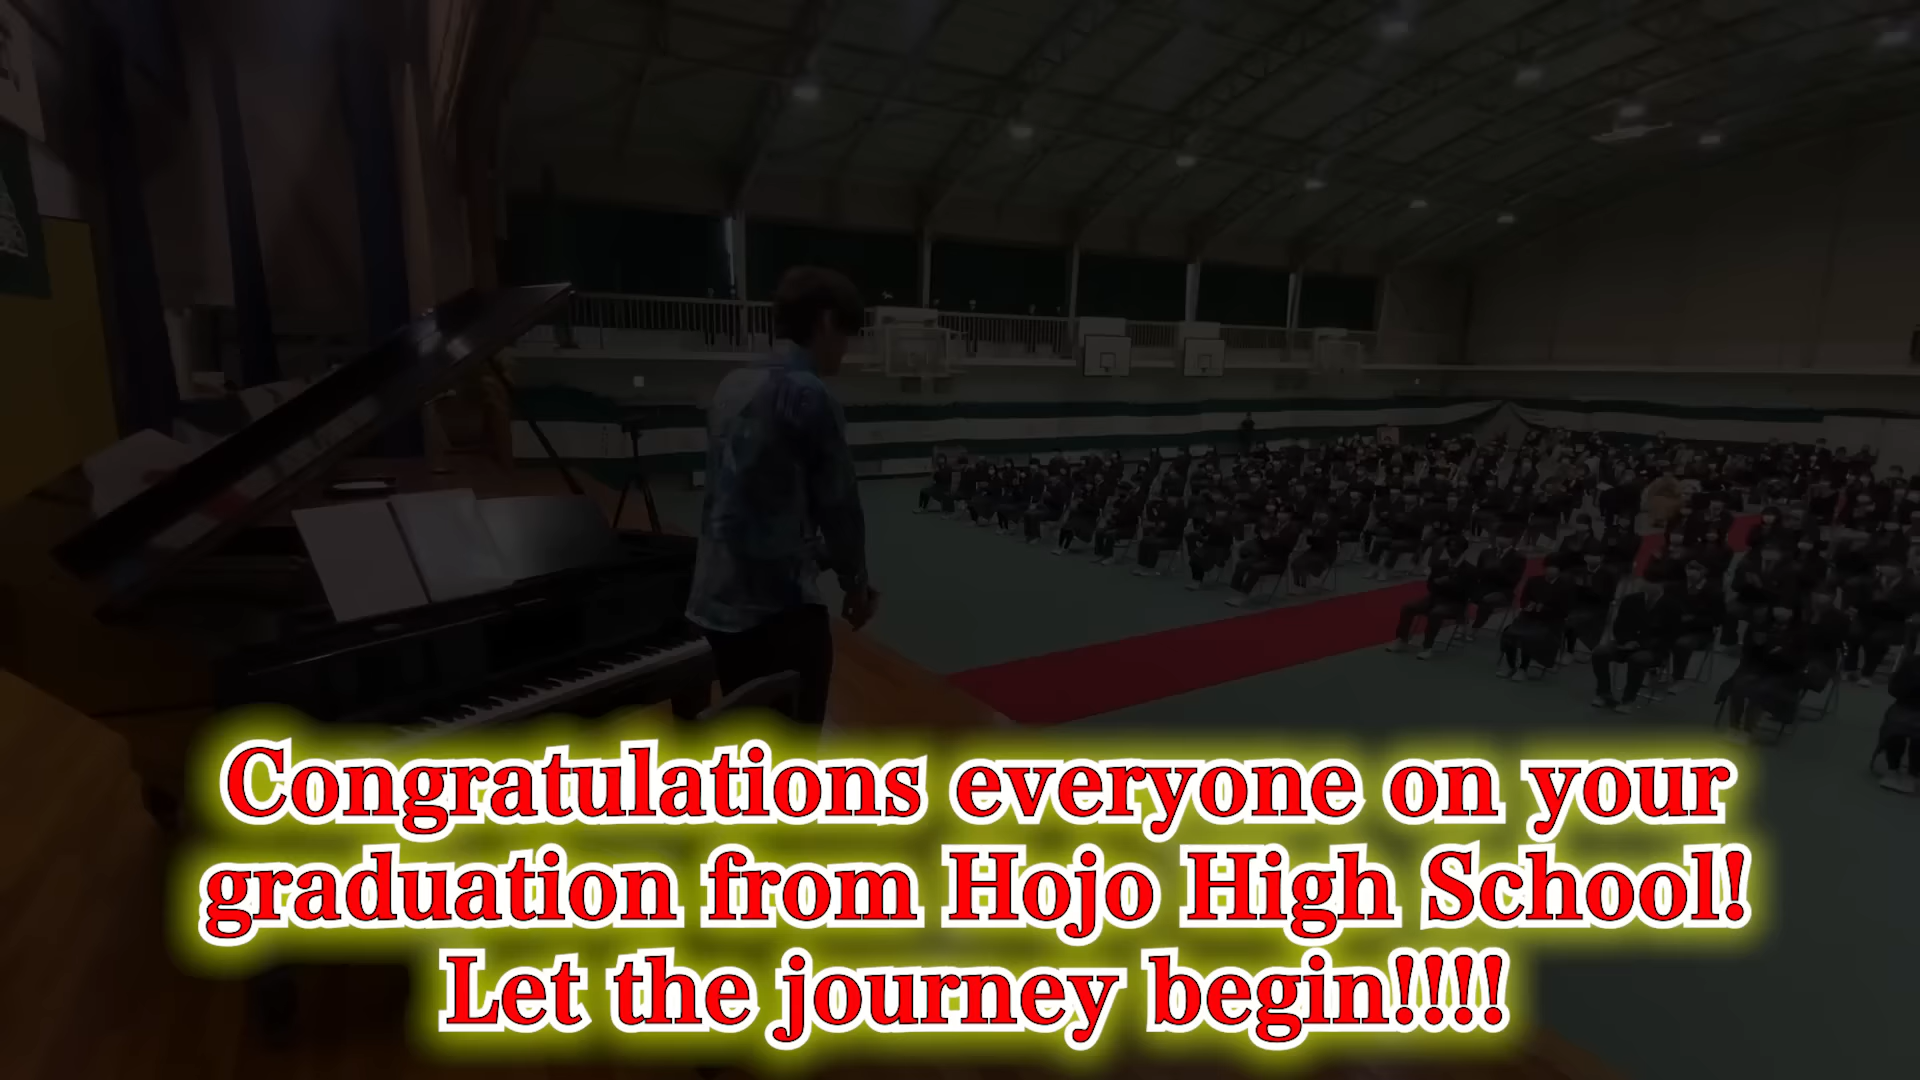 Congratulations everyone on your
graduation from Hojo High School!
Let the journey begin!!!!